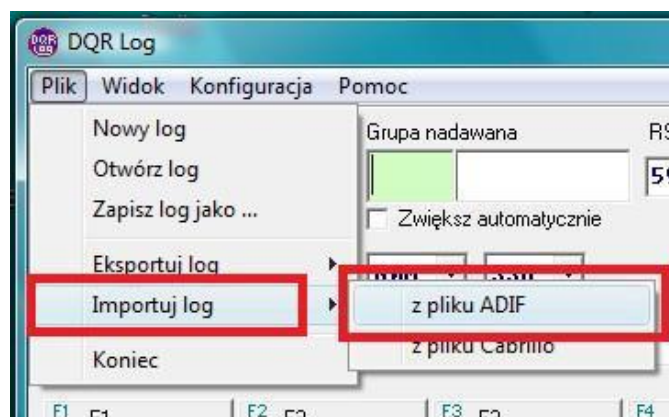 DQR Log
Plik Widok Konfiguracja Pomoc
Nowy log
Otwórz log
Zapisz log jako ...
Eksportuj log
Importuj log
Koniec
Grupa nadawana
Zwiększ automatycznie
z pliku ADIF
z pliku Cabrillo
F1 F1 F2 F2 F3 F3 F4